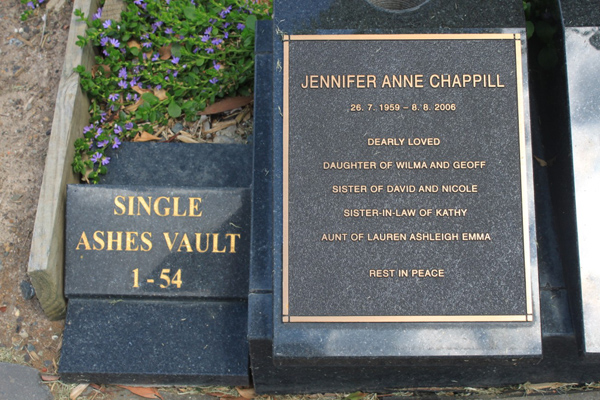 SINGLE
ASHES VAULT
1-54
JENNIFER ANNE CHAPPILL
26. 7. 1959 – 8. 8. 2006
DEARLY LOVED
DAUGHTER OF WILMA AND GEOFF
SISTER OF DAVID AND NICOLE
SISTER-IN-LAW OF KATHY
AUNT OF LAUREN ASHLEIGH EMMA
REST IN PEACE